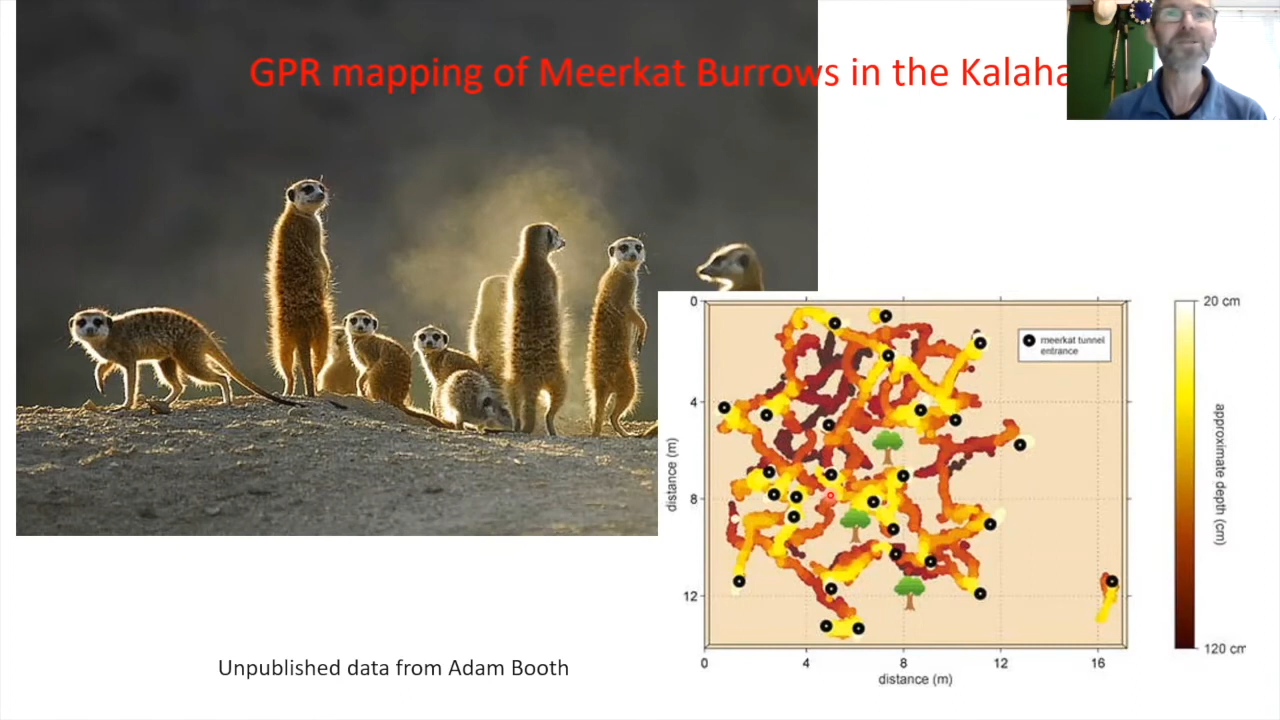 GPR mapping of Meerkat Burrows in the Kalaha
0
20 cm
meerkat tunnel
entrance
4
distance (m)
approximate depth (cm)
8
12
120 cm
0
4
8
12
16
distance (m)
Unpublished data from Adam Booth